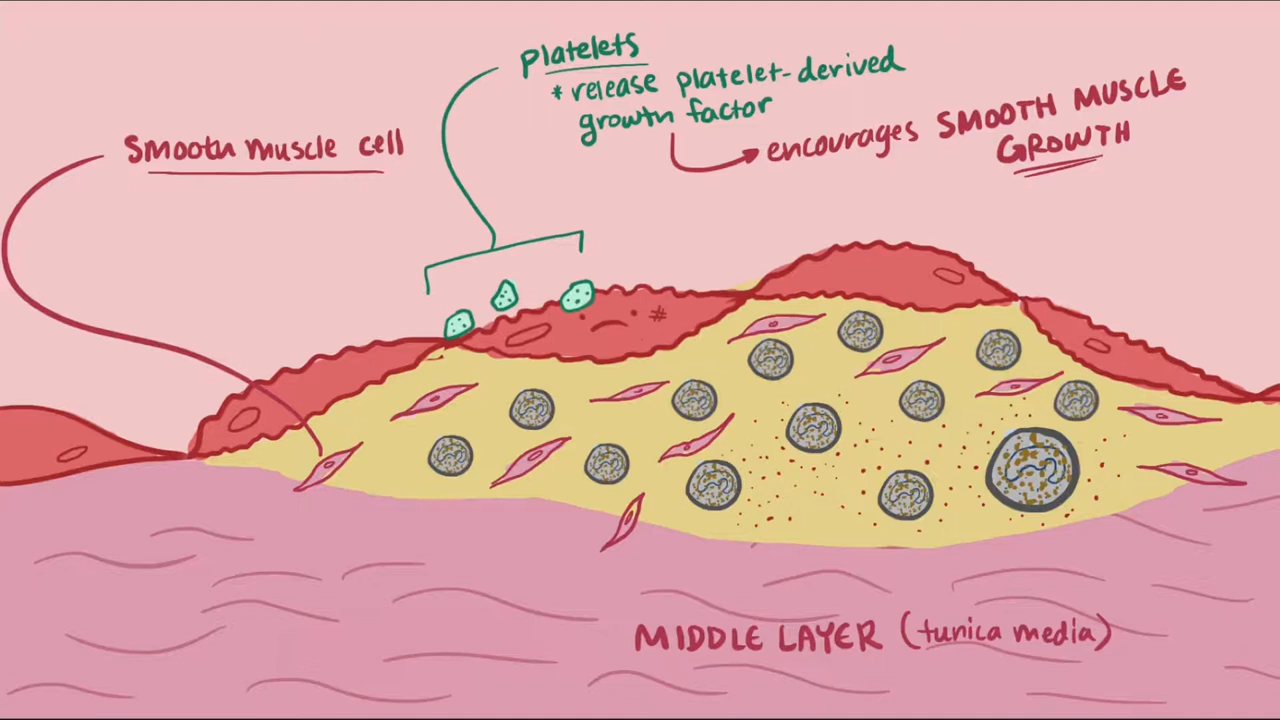 platelets
* release platelet-derived
growth factor
encourages SMOOTH MUSCLE
GROWTH
Smooth muscle cell
#
MIDDLE LAYER (tunica media)